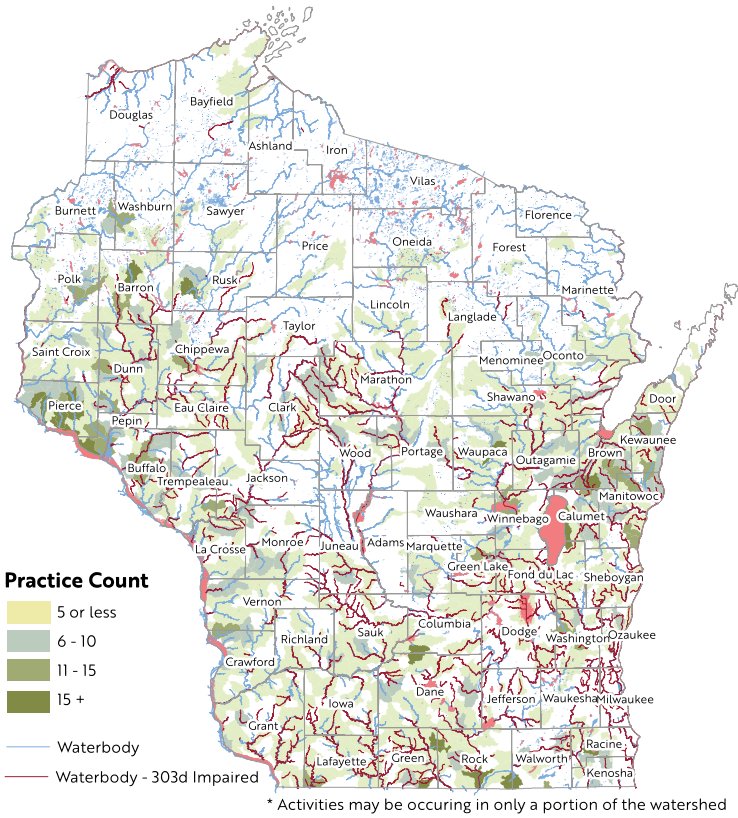 Douglas
Bayfield
Ashland
Iron
Vilas
Burnett
Washburn
Sawyer
Florence
Price
Oneida
Forest
Polk
Barron
Rusk
Marinette
Lincoln
Langlade
Taylor
Saint Croix
Chippewa
Menominee
Oconto
Dunn
Marathon
Shawano
Door
Pierce
Eau Claire
Clark
Pepin
Kewaunee
Wood
Portage
Waupaca
Brown
Outagamie
Buffalo
Trempealeau
Jackson
Manitowoc
Waushara
Winnebago
Calumet
La Crosse
Monroe
Juneau
Adams
Marquette
Green Lake
Fond du Lac
Sheboygan
Practice Count
5 or less
6 - 10
11 - 15
15 +
Waterbody
Waterbody - 303d Impaired
Vernon
Columbia
Richland
Sauk
Dodge
Washington
Ozaukee
Crawford
Dane
Iowa
Jefferson
Waukesha
Milwaukee
Grant
Lafayette
Green
Rock
Walworth
Racine
Kenosha
* Activities may be occuring in only a portion of the watershed